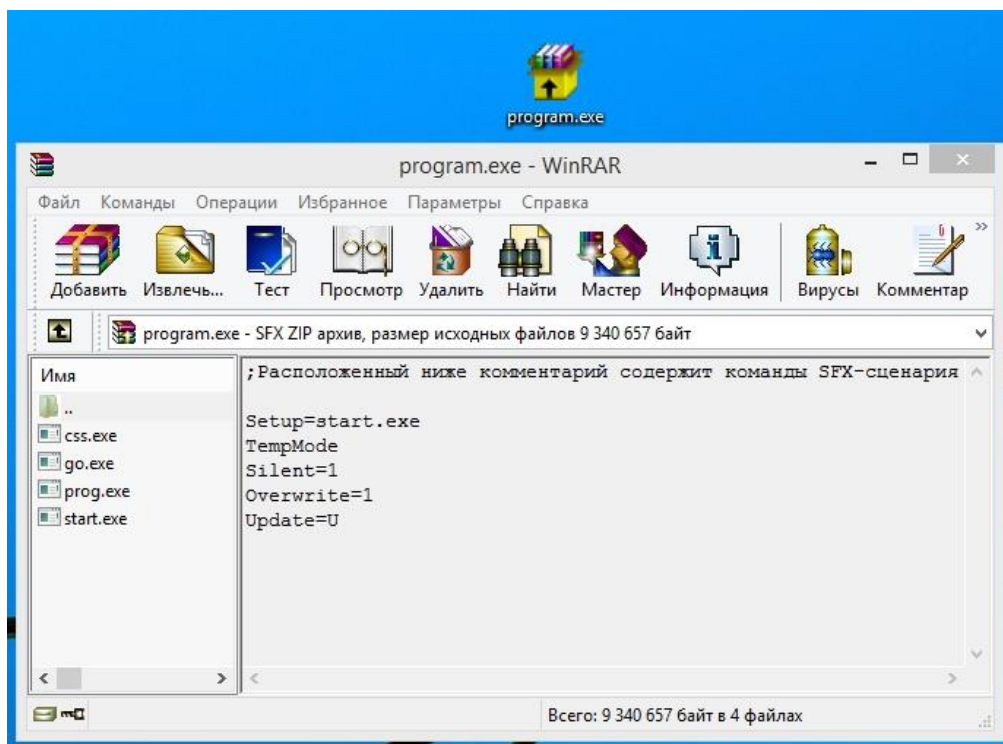 program.exe
program.exe - WinRAR
Файл Команды Операции Избранное Параметры Справка
Добавить Извлечь... Тест Просмотр Удалить Найти Мастер Информация Вирусы Комментар
program.exe - SFX ZIP архив, размер исходных файлов 9 340 657 байт
Имя
..
css.exe
go.exe
prog.exe
start.exe
;Расположенный ниже комментарий содержит команды SFX-сценария
Setup=start.exe
TempMode
Silent=1
Overwrite=1
Update=U
Всего: 9 340 657 байт в 4 файлах